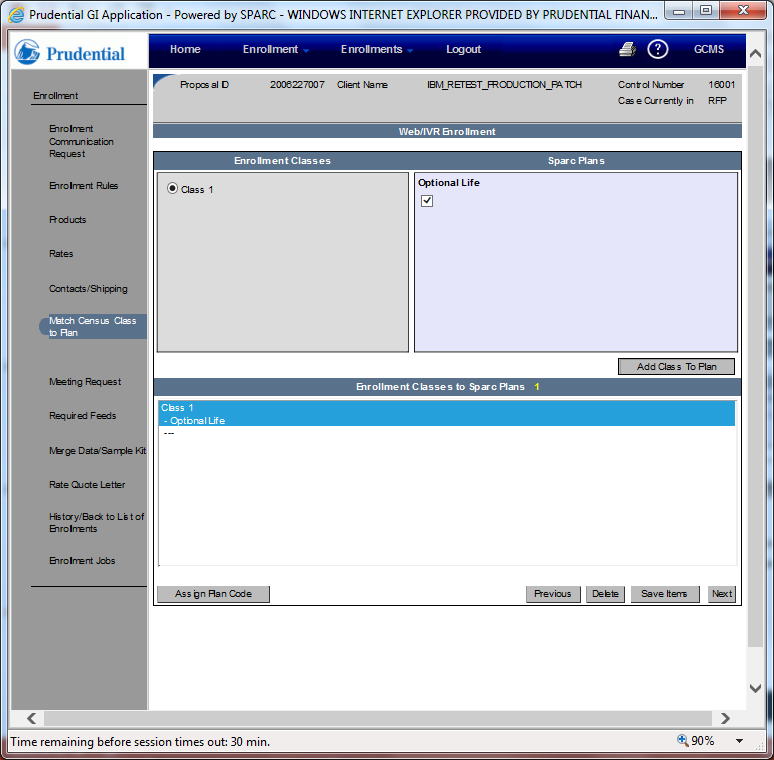 Prudential GI Application - Powered by SPARC - WINDOWS INTERNET EXPLORER PROVIDED BY PRUDENTIAL FINAN...
Prudential
Home Enrollment Enrollments Logout ? GCMS
Enrollment
Proposal ID 2006227007 Client Name IBM_RETEST_PRODUCTION_PATCH Control Number 16001
Case Currently in RFP
Web/IVR Enrollment
Enrollment
Communication
Request
Enrollment Rules
Products
Rates
Contacts/Shipping
Match Census Class
to Plan
Meeting Request
Required Feeds
Merge Data/Sample Kit
Rate Quote Letter
History/Back to List of
Enrollments
Enrollment Jobs
Enrollment Classes Sparc Plans
Class 1
Optional Life
Add Class To Plan
Enrollment Classes to Sparc Plans 1
Class 1
- Optional Life
---
Assign Plan Code Previous Delete Save Items Next
Time remaining before session times out: 30 min. 90%